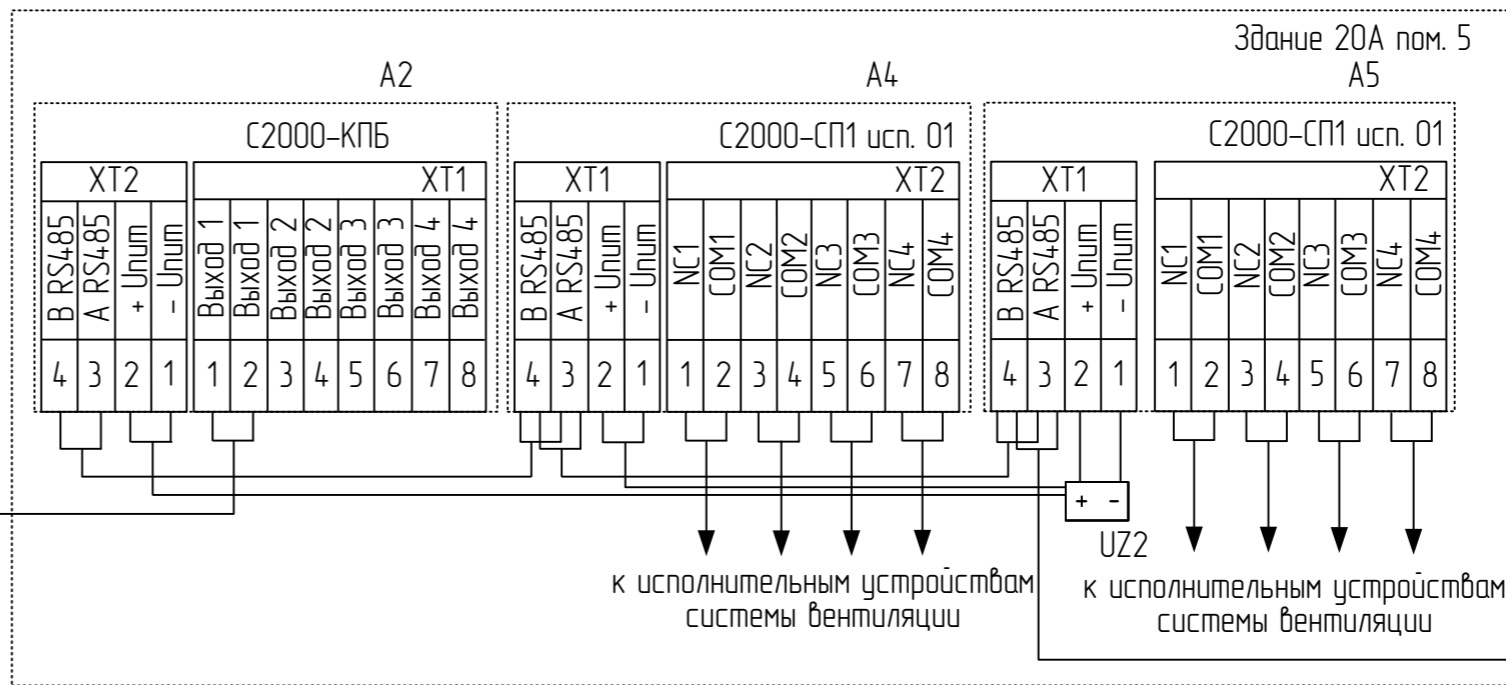 Здание 20А пом. 5
А2
А4
А5
С2000-КПБ
С2000-СП1 исп. 01
С2000-СП1 исп. 01
XT2
XT1
XT1
XT2
XT1
XT2
B RS485
A RS485
+ Uпит
- Uпит
Выход 1
Выход 1
Выход 2
Выход 2
Выход 3
Выход 3
Выход 4
Выход 4
B RS485
A RS485
+ Uпит
- Uпит
NC1
COM1
NC2
COM2
NC3
COM3
NC4
COM4
B RS485
A RS485
+ Uпит
- Uпит
NC1
COM1
NC2
COM2
NC3
COM3
NC4
COM4
4 3 2 1 1 2 3 4 5 6 7 8
4 3 2 1 1 2 3 4 5 6 7 8
4 3 2 1 1 2 3 4 5 6 7 8
+ -
UZ2
к исполнительным устройствам
системы вентиляции
к исполнительным устройствам
системы вентиляции